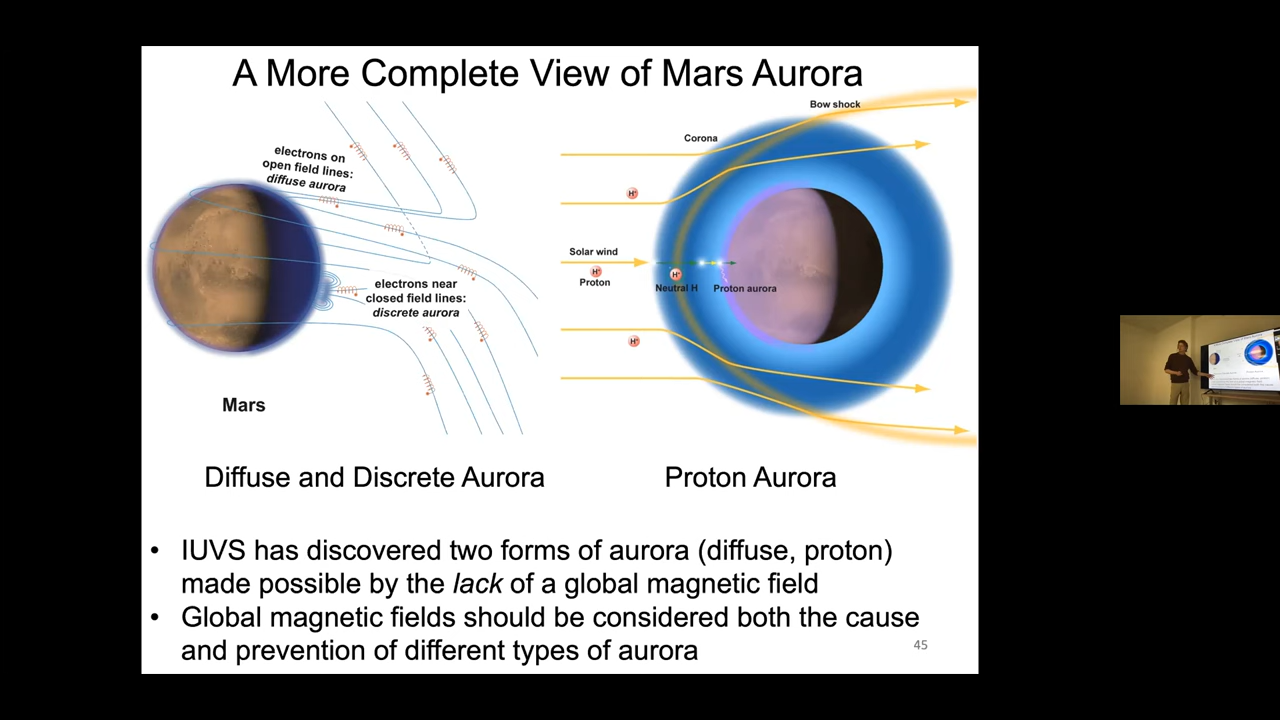 A More Complete View of Mars Aurora
electrons on
open field lines:
diffuse aurora
electrons near
closed field lines:
discrete aurora
Mars
Bow shock
Corona
H+
Solar wind
H+
Proton
H+
Neutral H
Proton aurora
H+
Diffuse and Discrete Aurora
Proton Aurora
• IUVS has discovered two forms of aurora (diffuse, proton)
made possible by the lack of a global magnetic field
• Global magnetic fields should be considered both the cause
and prevention of different types of aurora
45